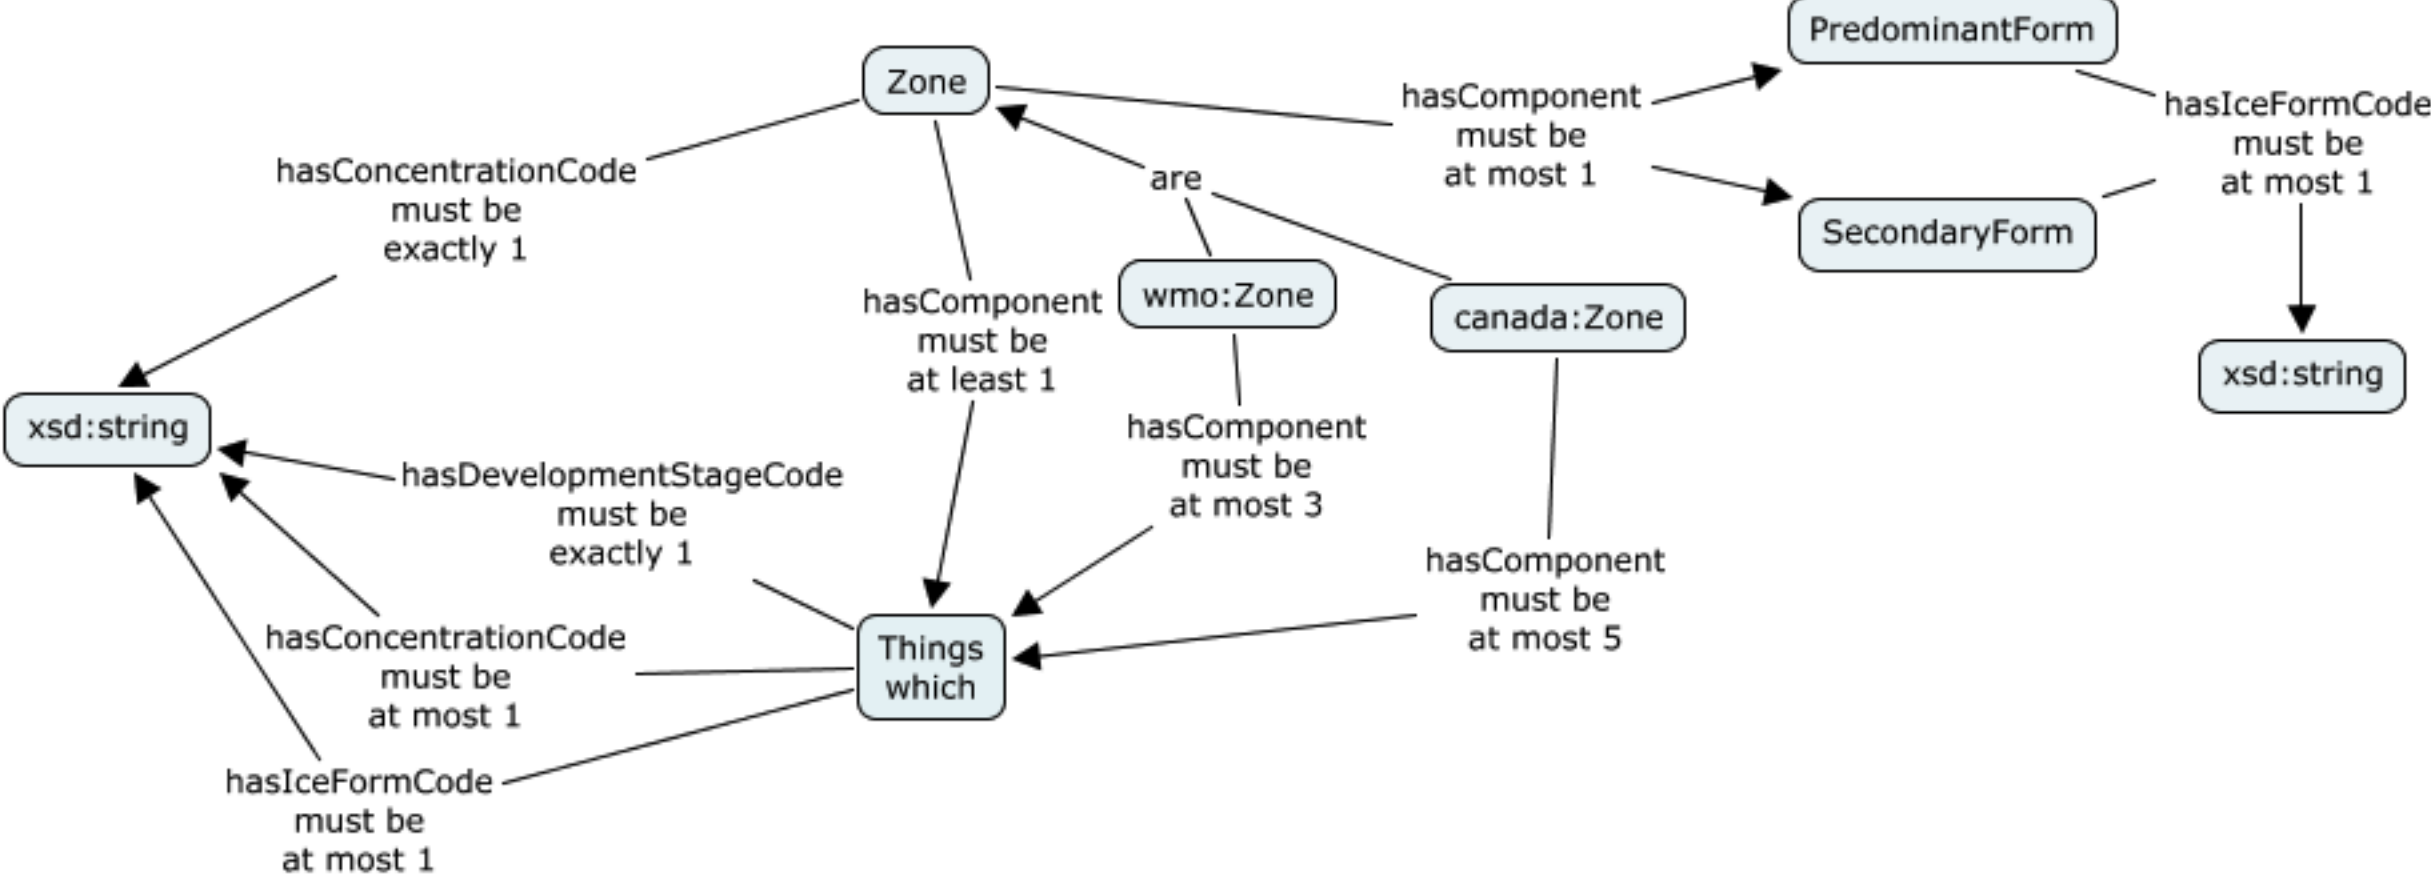 PredominantForm
Zone
hasComponent
must be
at most 1
hasIceFormCode
must be
at most 1
hasConcentrationCode
must be
exactly 1
are
SecondaryForm
wmo:Zone
canada:Zone
hasComponent
must be
at least 1
xsd:string
xsd:string
hasComponent
must be
at most 3
hasDevelopmentStageCode
must be
exactly 1
hasComponent
must be
at most 5
Things
which
hasConcentrationCode
must be
at most 1
hasIceFormCode
must be
at most 1